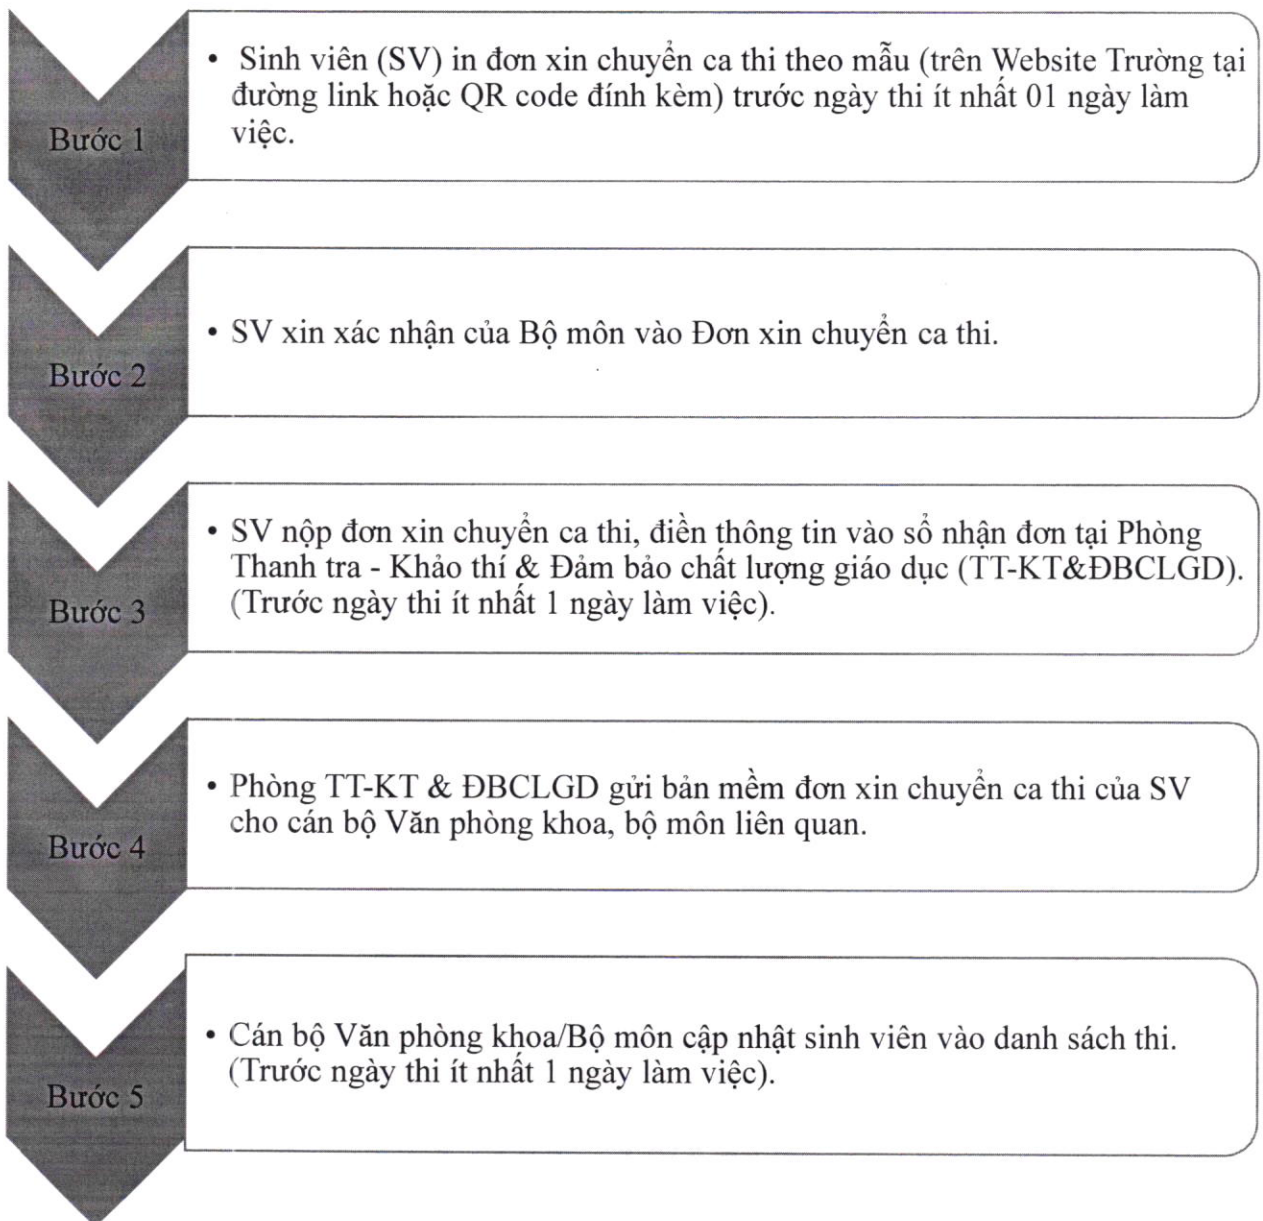 • Sinh viên (SV) in đơn xin chuyển ca thi theo mẫu (trên Website Trường tại
đường link hoặc QR code đính kèm) trước ngày thi ít nhất 01 ngày làm
việc.
Bước 1
• SV xin xác nhận của Bộ môn vào Đơn xin chuyển ca thi.
Bước 2
• SV nộp đơn xin chuyển ca thi, điền thông tin vào sổ nhận đơn tại Phòng
Thanh tra - Khảo thí & Đảm bảo chất lượng giáo dục (TT-KT&ĐBCLGD).
(Trước ngày thi ít nhất 1 ngày làm việc).
Bước 3
• Phòng TT-KT & ĐBCLGD gửi bản mềm đơn xin chuyển ca thi của SV
cho cán bộ Văn phòng khoa, bộ môn liên quan.
Bước 4
• Cán bộ Văn phòng khoa/Bộ môn cập nhật sinh viên vào danh sách thi.
(Trước ngày thi ít nhất 1 ngày làm việc).
Bước 5